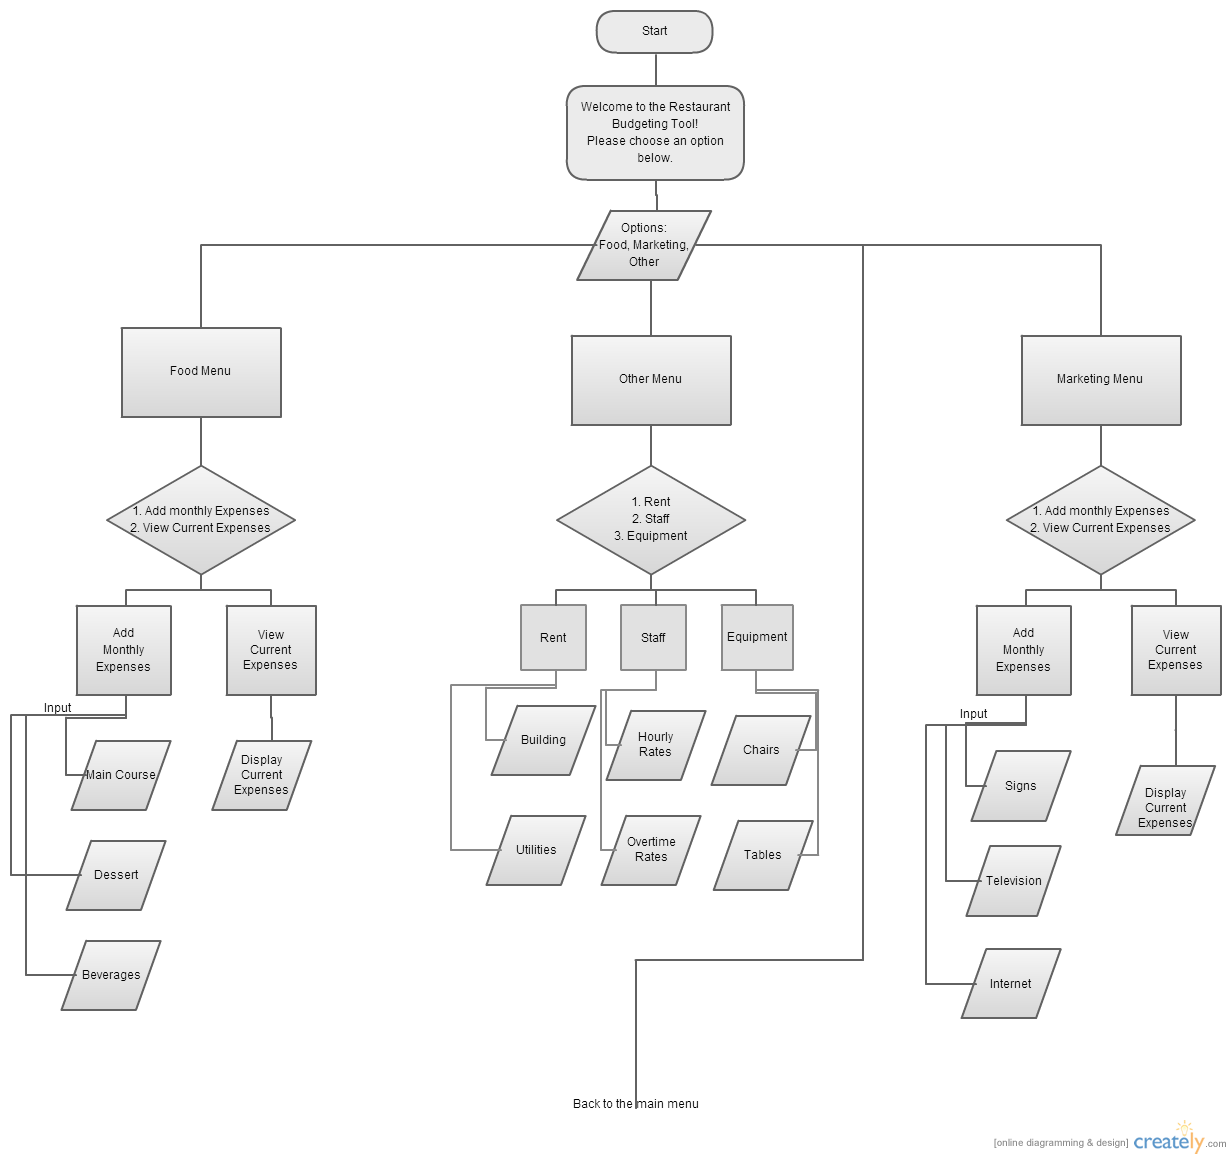 Start
Welcome to the Restaurant
Budgeting Tool!
Please choose an option
below.
Options:
Food, Marketing,
Other
Food Menu
Other Menu
Marketing Menu
1. Add monthly Expenses
2. View Current Expenses
1. Rent
2. Staff
3. Equipment
1. Add monthly Expenses
2. View Current Expenses
Add
Monthly
Expenses
View
Current
Expenses
Rent
Staff
Equipment
Add
Monthly
Expenses
View
Current
Expenses
Input
Main Course
Display
Current
Expenses
Dessert
Beverages
Building
Utilities
Hourly
Rates
Overtime
Rates
Chairs
Tables
Input
Signs
Display
Current
Expenses
Television
Internet
Back to the main menu
[online diagramming & design] creately.com